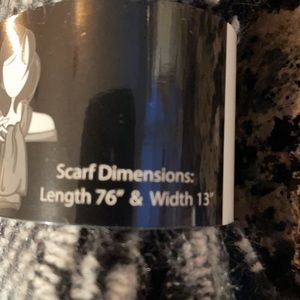 Scarf Dimensions:
Length 76" & Width 13"